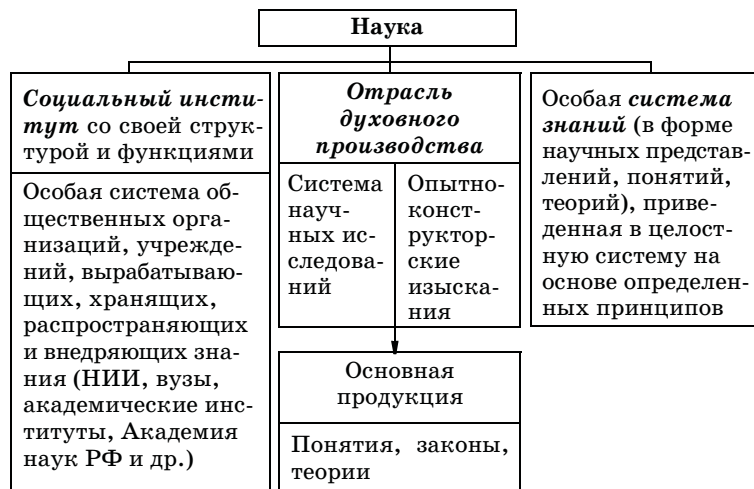 Наука
Социальный инсти-
тут со своей струк-
турой и функциями
Особая система об-
щественных орга-
низаций, учрежде-
ний, вырабатываю-
щих, хранящих,
распространяющих
и внедряющих зна-
ния (НИИ, вузы,
академические инс-
титуты, Академия
наук РФ и др.)
Отрасль
духовного
производства
Система
науч-
ных ис-
следова-
ний
Опытно-
конст-
руктор-
ские
изыска-
ния
Основная
продукция
Понятия, законы,
теории
Особая система
знаний (в форме
научных представ-
лений, понятий,
теорий), приве-
денная в целост-
ную систему на
основе определен-
ных принципов